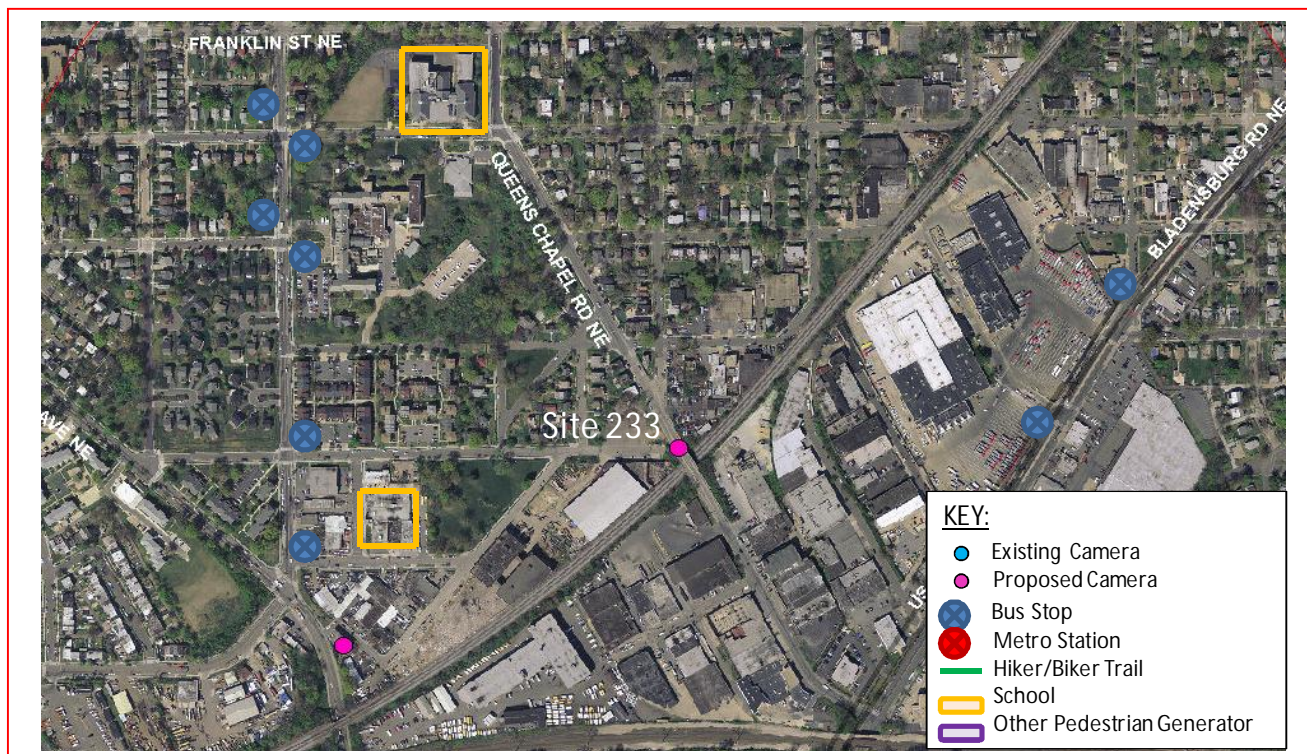 FRANKLIN ST NE
QUEENS CHAPEL RD NE
BLADENSBURG RD NE
AVE NE
Site 233
US
KEY:
Existing Camera
Proposed Camera
Bus Stop
Metro Station
Hiker/Biker Trail
School
Other Pedestrian Generator